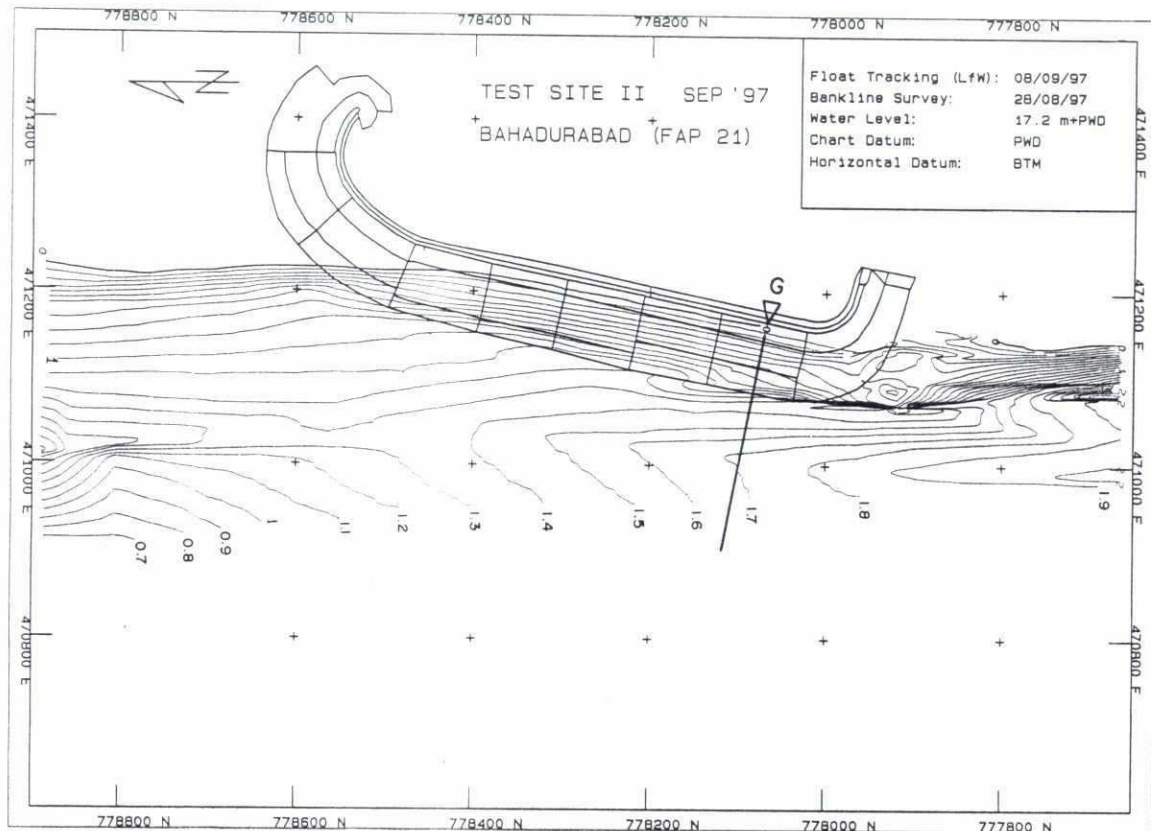 778800 N 778600 N 778400 N 778200 N 778000 N 777800 N
TEST SITE II SEP '97
BAHADURABAD (FAP 21)
Float Tracking (LfW): 08/09/97
Bankline Survey: 28/08/97
Water Level: 17.2 m+PWD
Chart Datum: PWD
Horizontal Datum: BTM
471400 E
471400 E
0
471200 E
G
471200 E
1
471000 E
471000 E
0.7
0.8
0.9
1
1.1
1.2
1.3
1.4
1.5
1.6
1.7
1.8
1.9
470800 E
470800 E
778800 N 778600 N 778400 N 778200 N 778000 N 777800 N